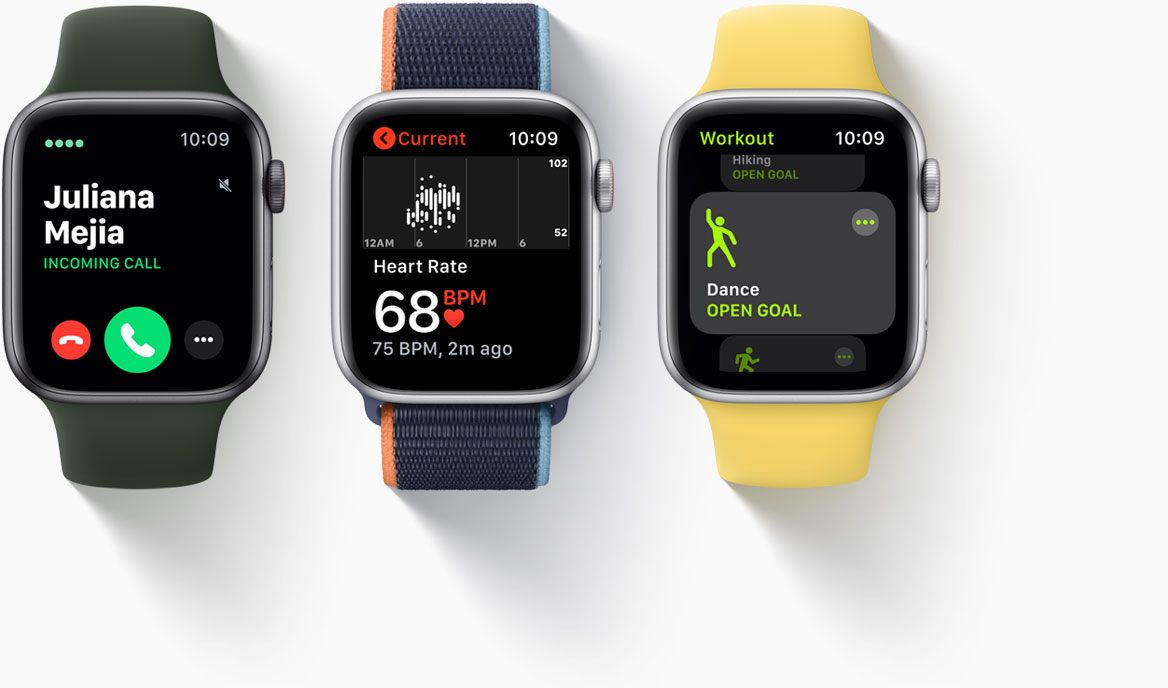 10:09
Juliana
Mejia
INCOMING CALL
Current 10:09
102
52
12AM 6 12PM 6
Heart Rate
68 BPM
75 BPM, 2m ago
Workout 10:09
Hiking
OPEN GOAL
Dance
OPEN GOAL